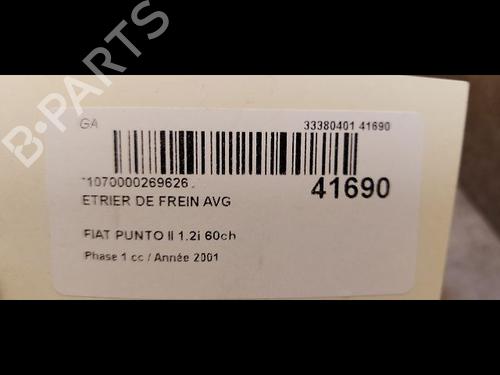 GA 33380401 41690
*1070000269626
41690
ETRIER DE FREIN AVG
FIAT PUNTO II 1.2i 60ch
Phase 1 cc / Année 2001
B-PARTS